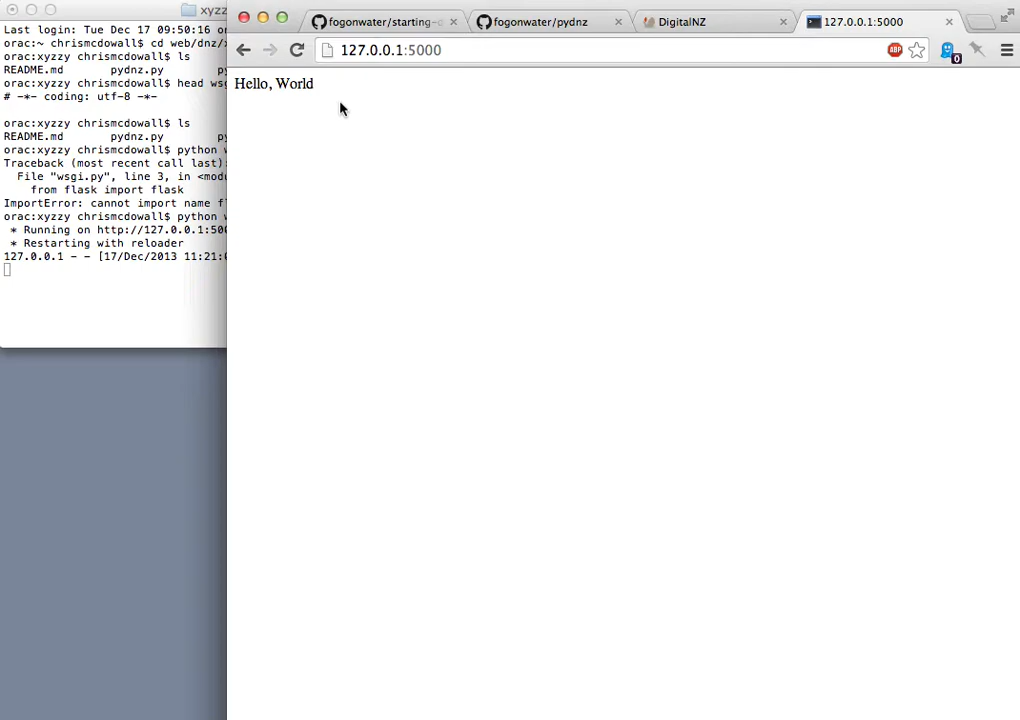 xyzz
Last login: Tue Dec 17 09:50:16 on
orac:~ chrismcdowall$ cd web/dnz/
orac:xyzzy chrismcdowall$ ls
README.md pydnz.py
orac:xyzzy chrismcdowall$ head wsg
# -*- coding: utf-8 -*-
orac:xyzzy chrismcdowall$ ls
README.md pydnz.py
orac:xyzzy chrismcdowall$ python
Traceback (most recent call last):
File "wsgi.py", line 3, in <modu
from flask import flask
ImportError: cannot import name f
orac:xyzzy chrismcdowall$ python
* Running on http://127.0.0.1:500
* Restarting with reloader
127.0.0.1 - - [17/Dec/2013 11:21:
fogonwater/starting-
fogonwater/pydnz
DigitalNZ
127.0.0.1:5000
127.0.0.1:5000
ABP
0
Hello, World